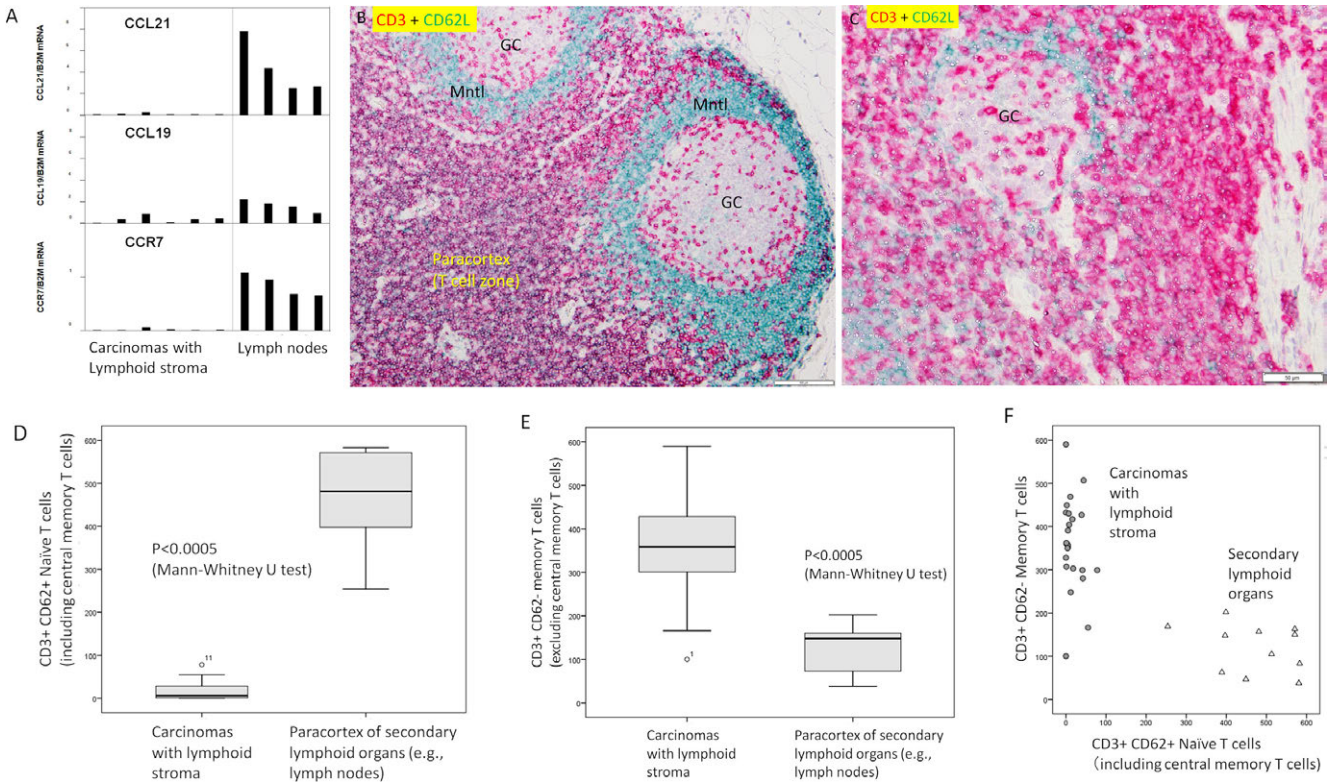 A
CCL21
CCL21/B2M mRNA
CCL19
CCL19/B2M mRNA
CCR7
CCR7/B2M mRNA
1
Carcinomas with
Lymphoid stroma
Lymph nodes
B
CD3 + CD62L
GC
Mntl
Mntl
GC
Paracortex
(T cell zone)
C
CD3 + CD62L
GC
50 µm
D
CD3+ CD62+ Naïve T cells
(including central memory T cells)
600
500
400
300
200
100
0
P<0.0005
(Mann-Whitney U test)
11
Carcinomas
with lymphoid
stroma
Paracortex of secondary
lymphoid organs (e.g.,
lymph nodes)
E
CD3+ CD62- memory T cells
(excluding central memory T cells)
600
500
400
300
200
100
0
P<0.0005
(Mann-Whitney U test)
1
Carcinomas
with lymphoid
stroma
Paracortex of secondary
lymphoid organs (e.g.,
lymph nodes)
F
CD3+ CD62- Memory T cells
600
500
400
300
200
100
0
Carcinomas
with
lymphoid
stroma
Secondary
lymphoid
organs
0 100 200 300 400 500 600
CD3+ CD62+ Naïve T cells
(including central memory T cells)